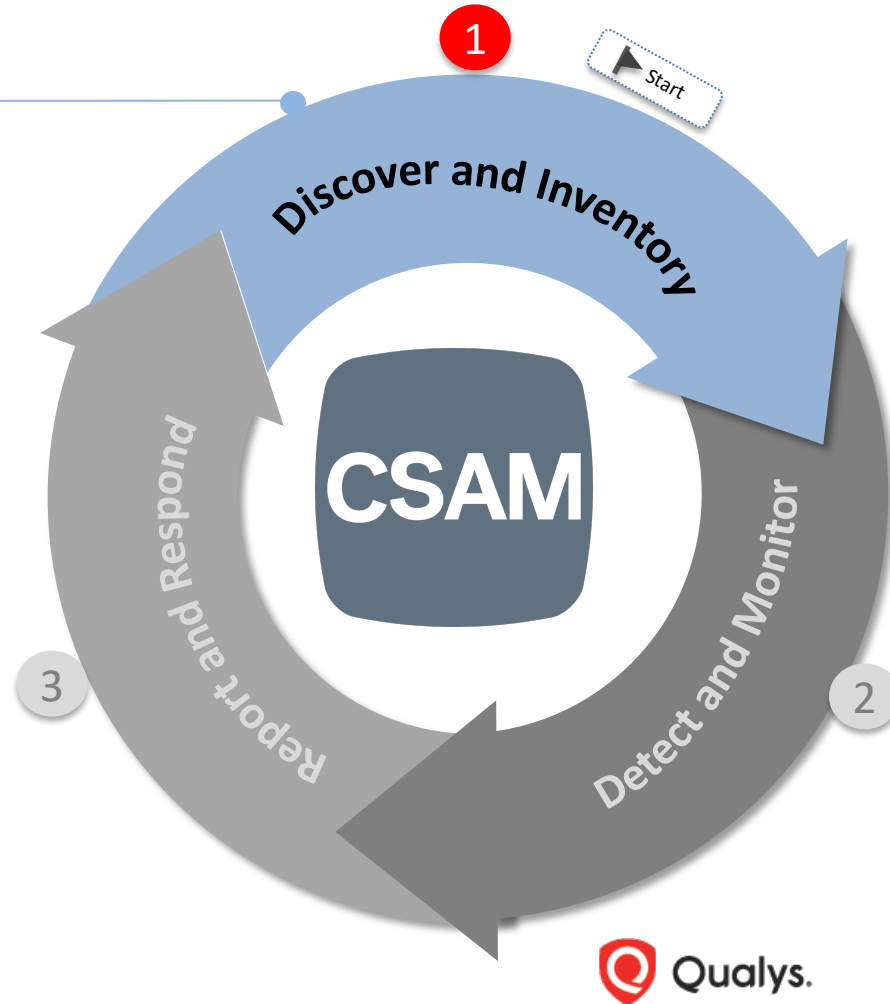 1
Start
Discover and Inventory
CSAM
Detect and Monitor
2
Report and Respond
3
Qualys.